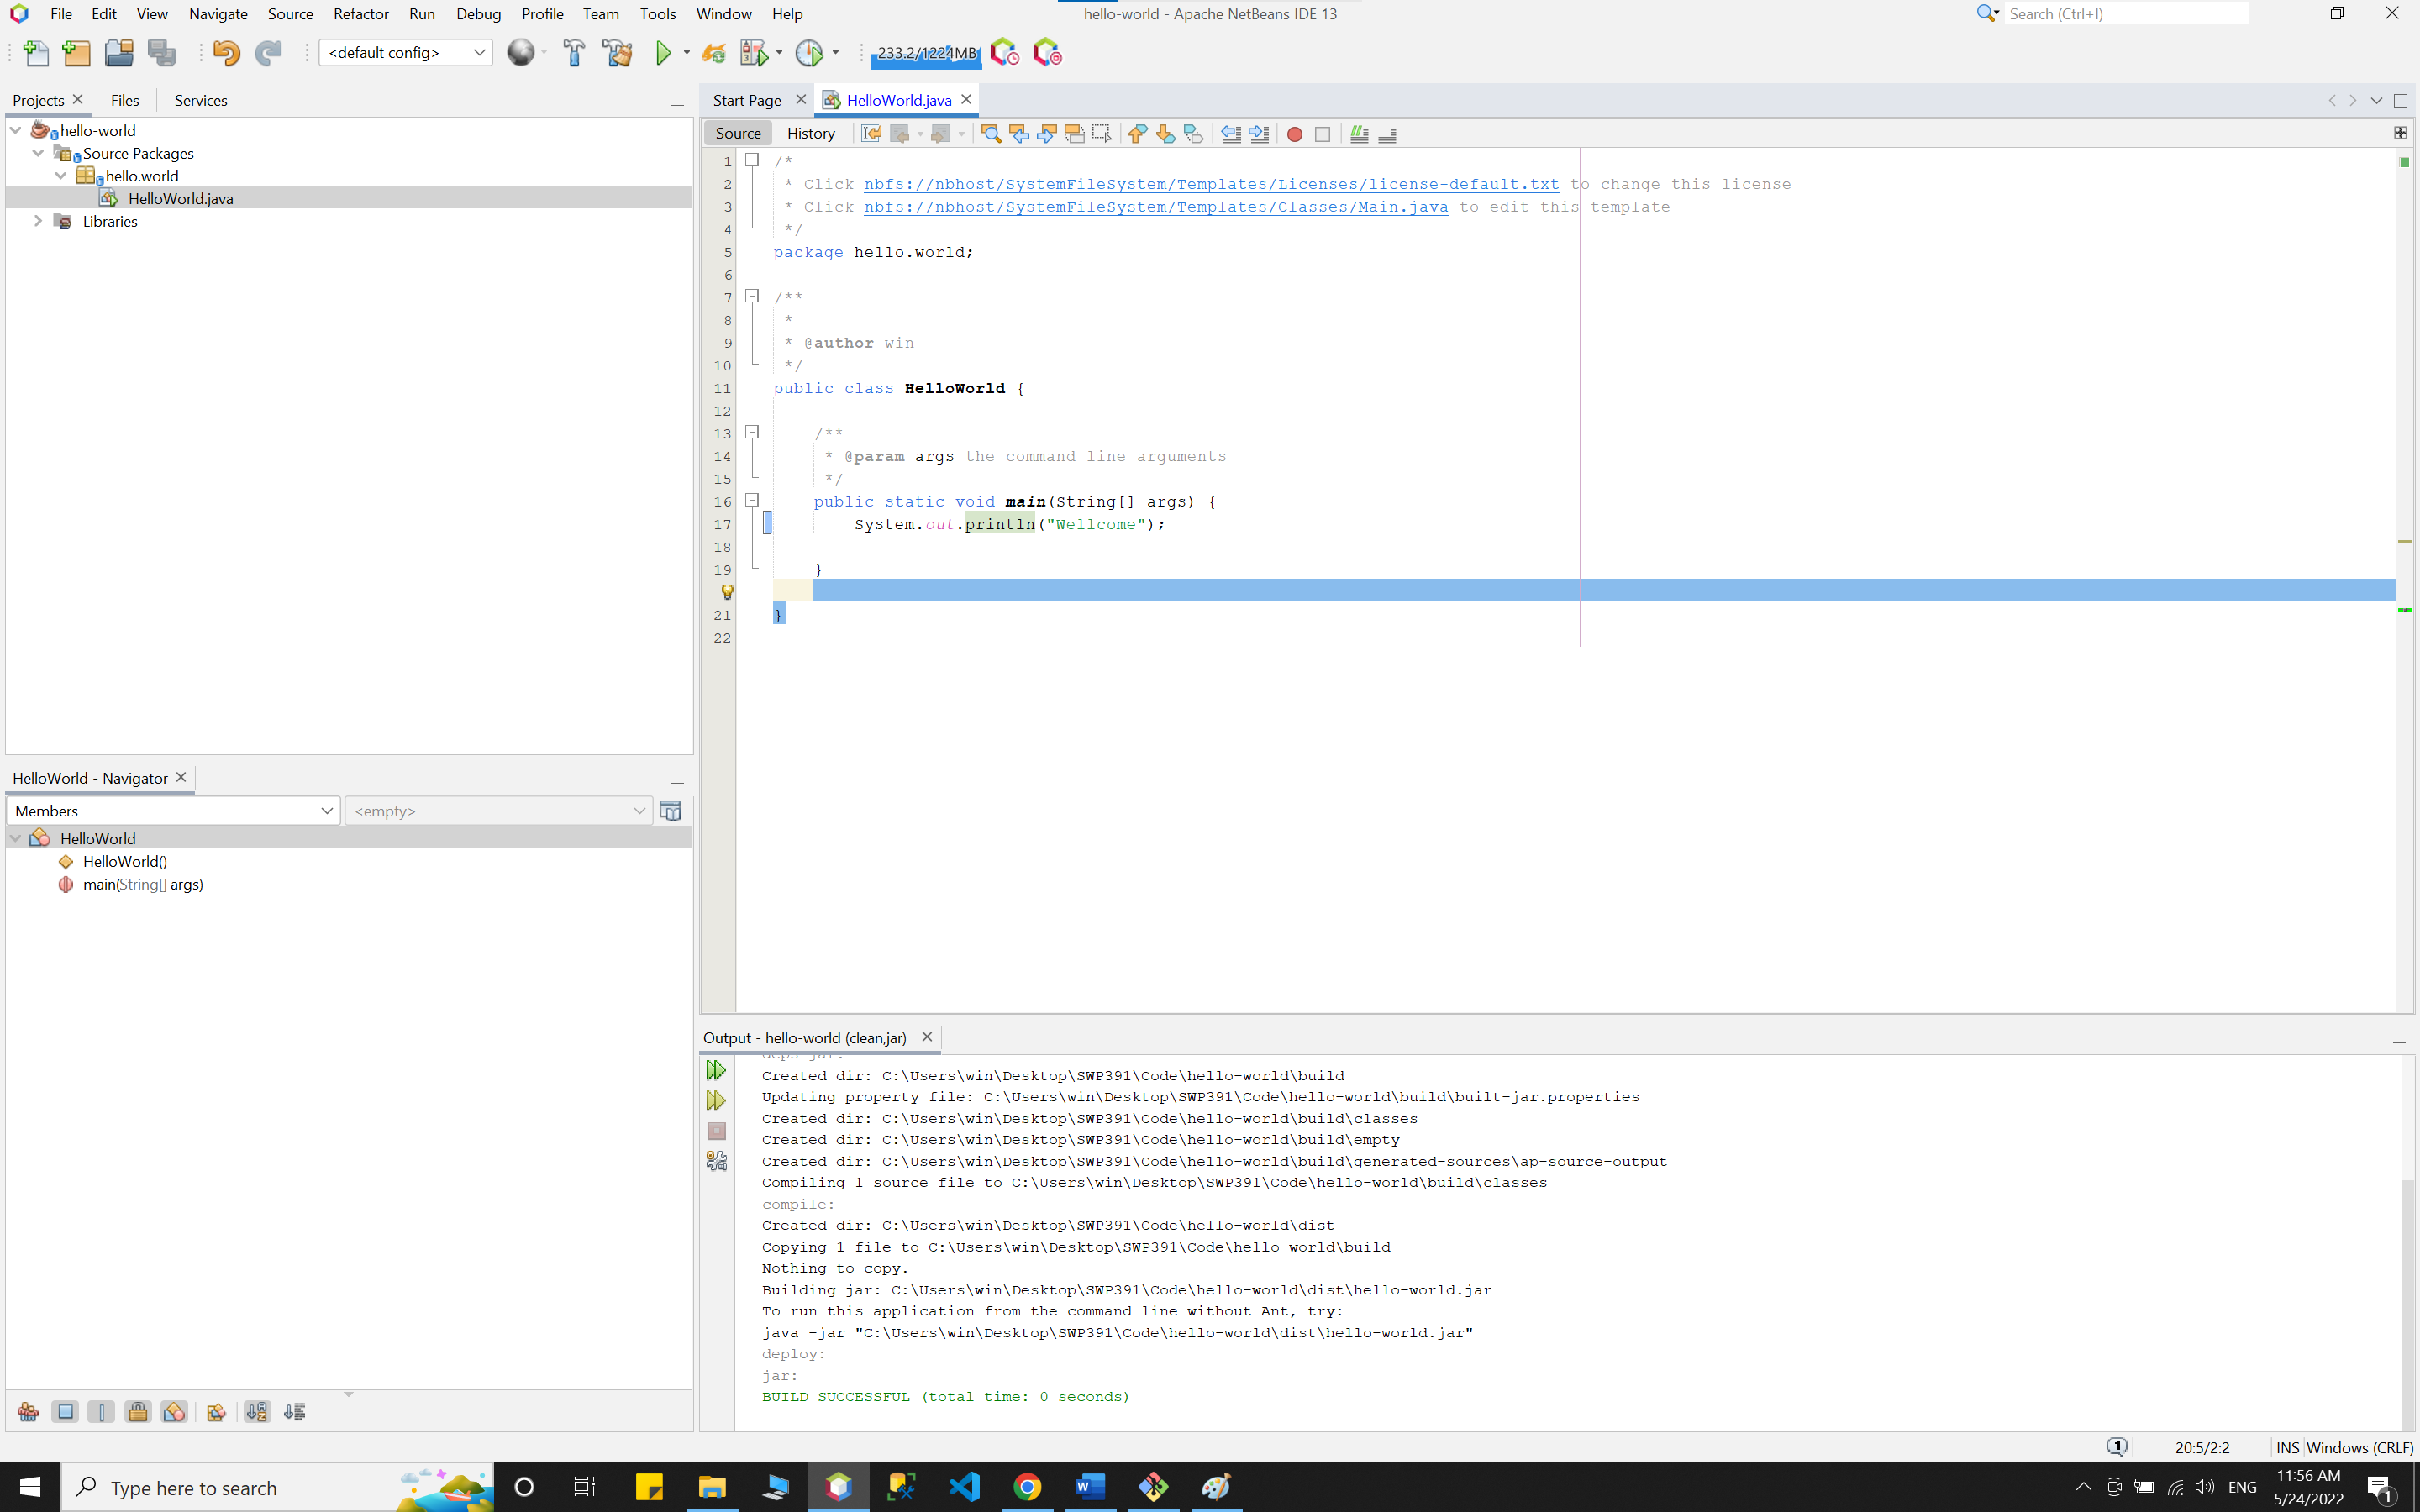 File Edit View Navigate Source Refactor Run Debug Profile Team Tools Window Help
hello-world - Apache NetBeans IDE 13
Search (Ctrl+I)
<default config>
233.2/1224MB
Projects Files Services
hello-world
Source Packages
hello.world
HelloWorld.java
Libraries
Start Page HelloWorld.java
Source History
1 /*
2 * Click nbfs://nbhost/SystemFileSystem/Templates/Licenses/license-default.txt to change this license
3 * Click nbfs://nbhost/SystemFileSystem/Templates/Classes/Main.java to edit this template
4 */
5 package hello.world;
6
7 /**
8 *
9 * @author win
10 */
11 public class HelloWorld {
12
13 /**
14 * @param args the command line arguments
15 */
16 public static void main(String[] args) {
17 System.out.println("Wellcome");
18
19 }
21 }
22
HelloWorld - Navigator
Members <empty>
HelloWorld
HelloWorld()
main(String[] args)
Output - hello-world (clean,jar)
deps-jar:
Created dir: C:\Users\win\Desktop\SWP391\Code\hello-world\build
Updating property file: C:\Users\win\Desktop\SWP391\Code\hello-world\build\built-jar.properties
Created dir: C:\Users\win\Desktop\SWP391\Code\hello-world\build\classes
Created dir: C:\Users\win\Desktop\SWP391\Code\hello-world\build\empty
Created dir: C:\Users\win\Desktop\SWP391\Code\hello-world\build\generated-sources\ap-source-output
Compiling 1 source file to C:\Users\win\Desktop\SWP391\Code\hello-world\build\classes
compile:
Created dir: C:\Users\win\Desktop\SWP391\Code\hello-world\dist
Copying 1 file to C:\Users\win\Desktop\SWP391\Code\hello-world\build
Nothing to copy.
Building jar: C:\Users\win\Desktop\SWP391\Code\hello-world\dist\hello-world.jar
To run this application from the command line without Ant, try:
java -jar "C:\Users\win\Desktop\SWP391\Code\hello-world\dist\hello-world.jar"
deploy:
jar:
BUILD SUCCESSFUL (total time: 0 seconds)
1 20:5/2:2 INS Windows (CRLF)
Type here to search
ENG
11:56 AM
5/24/2022
1